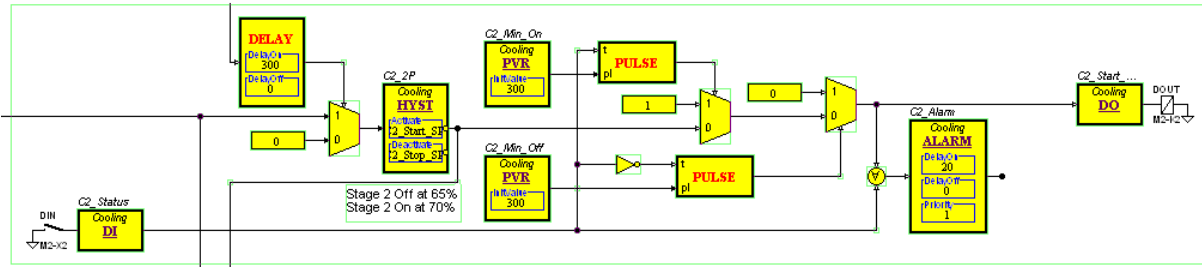 DELAY
DelayOn
300
DelayOff
0
1
0
0
C2_2P
Cooling
HYST
Activate
2_Start_SP
Deactivate
2_Stop_SP
Stage 2 Off at 65%
Stage 2 On at 70%
C2_Min_On
Cooling
PVR
InitValue
300
t
pl
PULSE
1
1
0
0
1
0
C2_Min_Off
Cooling
PVR
InitValue
300
t
pl
PULSE
C2_Alarm
Cooling
ALARM
DelayOn
20
DelayOff
0
Priority
1
C2_Start_...
Cooling
DO
DOUT
M2-K2
DIN
M2-X2
C2_Status
Cooling
DI